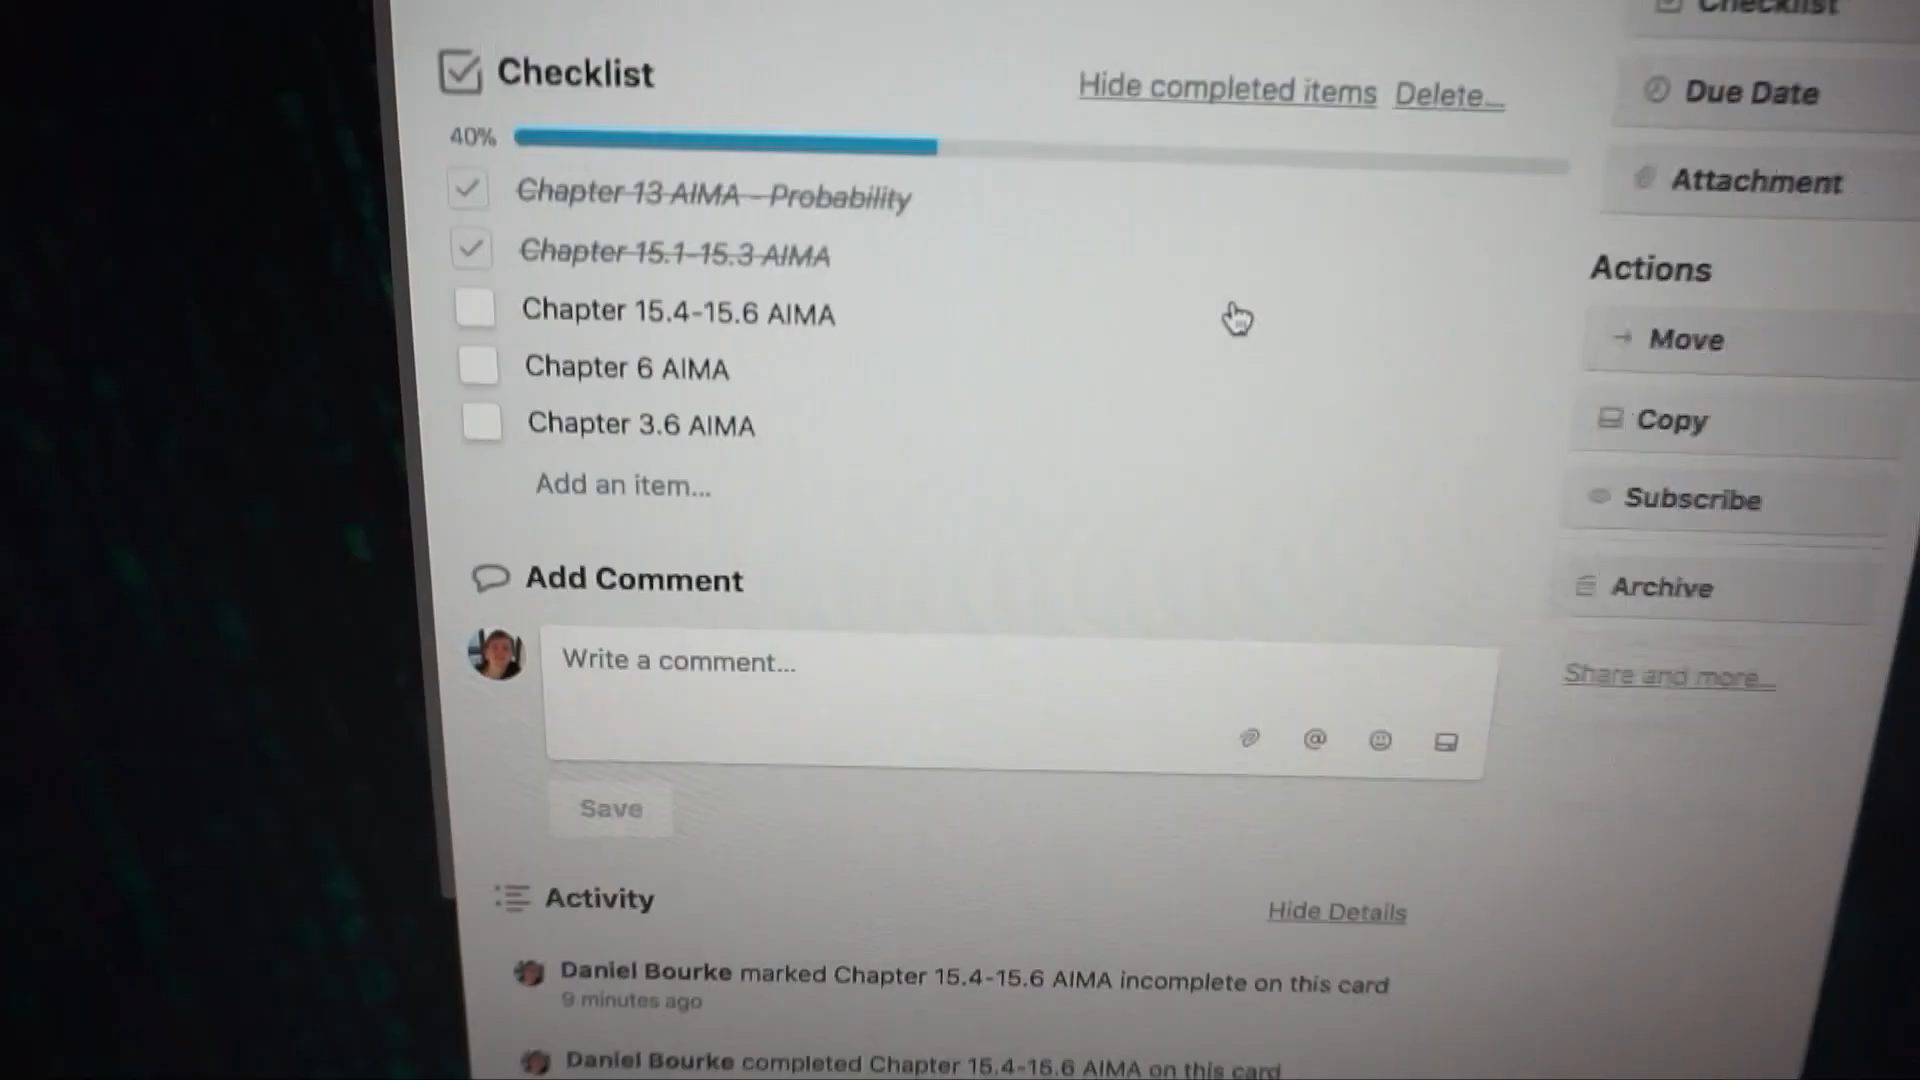 Checklist
Checklist
Hide completed items Delete...
Due Date
40%
Attachment
Chapter 13 AIMA - Probability
Chapter 15.1-15.3 AIMA
Actions
Chapter 15.4-15.6 AIMA
Move
Chapter 6 AIMA
Copy
Chapter 3.6 AIMA
Add an item...
Subscribe
Add Comment
Archive
Write a comment...
Share and more...
@
Save
Activity
Hide Details
Daniel Bourke marked Chapter 15.4-15.6 AIMA incomplete on this card
9 minutes ago
Daniel Bourke completed Chapter 15.4-15.6 AIMA on this card